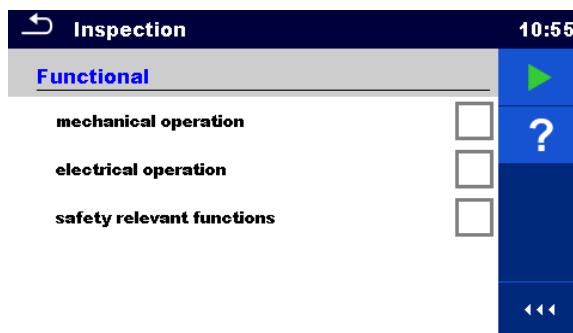 Inspection 10:55
Functional
mechanical operation
?
electrical operation
safety relevant functions